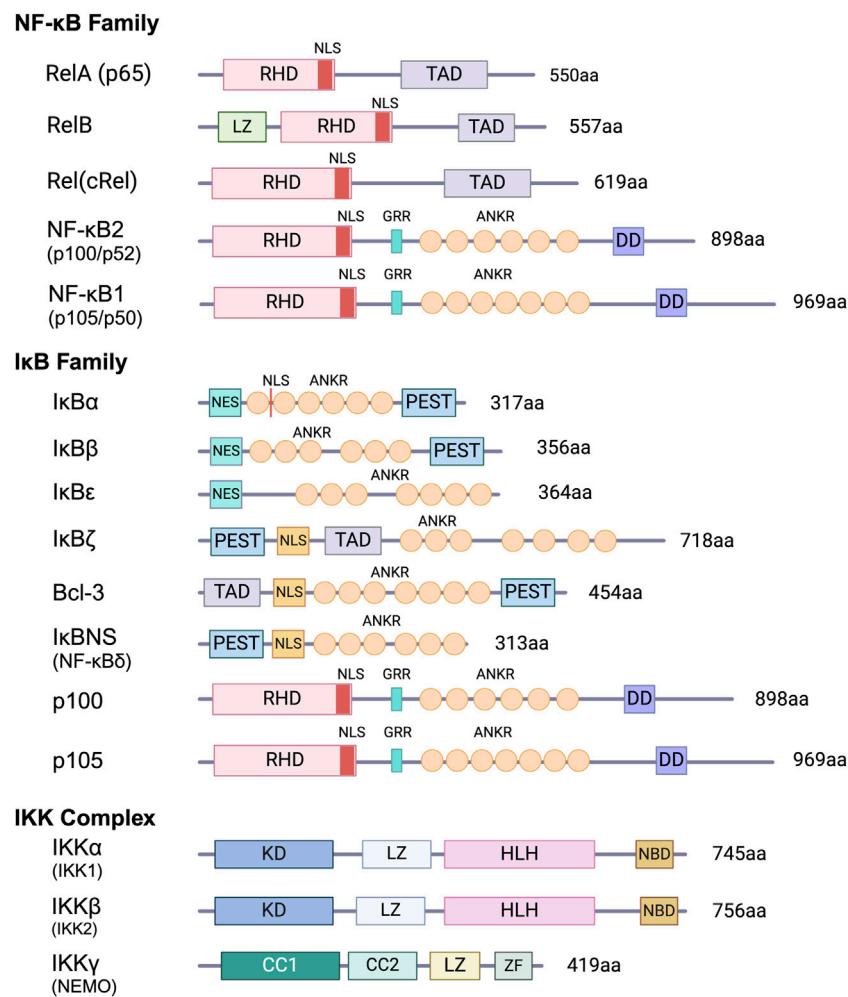 NF-κB Family
NLS
RelA (p65) RHD TAD 550aa
NLS
RelB LZ RHD TAD 557aa
NLS
Rel(cRel) RHD TAD 619aa
NLS GRR ANKR
NF-κB2 RHD DD 898aa
(p100/p52)
NLS GRR ANKR
NF-κB1 RHD DD 969aa
(p105/p50)
IκB Family
NLS ANKR
IκBα NES PEST 317aa
ANKR
IκBβ NES PEST 356aa
ANKR
IκBε NES 364aa
ANKR
IκBζ PEST NLS TAD 718aa
ANKR
Bcl-3 TAD NLS PEST 454aa
ANKR
IκBNS PEST NLS 313aa
(NF-κBδ)
NLS GRR ANKR
p100 RHD DD 898aa
NLS GRR ANKR
p105 RHD DD 969aa
IKK Complex
IKKα KD LZ HLH NBD 745aa
(IKK1)
IKKβ KD LZ HLH NBD 756aa
(IKK2)
IKKγ CC1 CC2 LZ ZF 419aa
(NEMO)